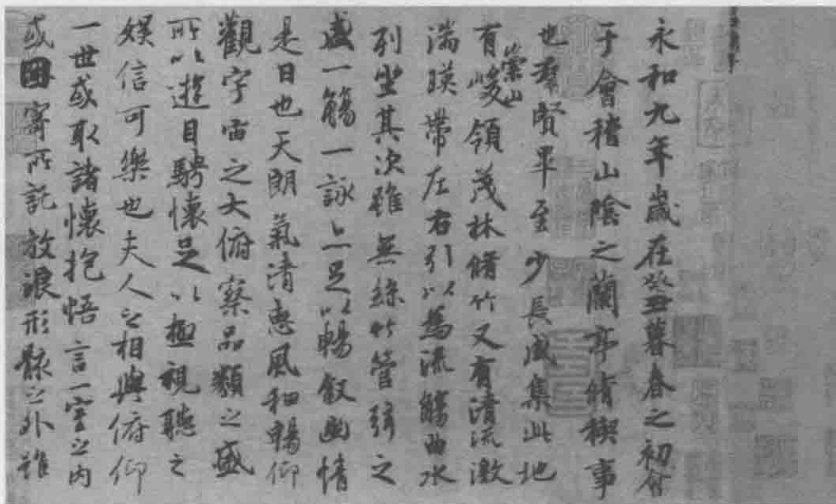 永和九年歲在癸丑暮春之初會
于會稽山陰之蘭亭脩禊事
也羣賢畢至少長咸集此地
有崇山峻領茂林脩竹又有清流激
湍暎帶左右引以為流觴曲水
列坐其次雖無絲竹管弦之
盛一觴一詠亦足以暢敘幽情
是日也天朗氣清惠風和暢仰
觀宇宙之大俯察品類之盛
所以遊目騁懷足以極視聽之
娛信可樂也夫人之相與俯仰
一世或取諸懷抱悟言一室之內
或因寄所託放浪形骸之外雖